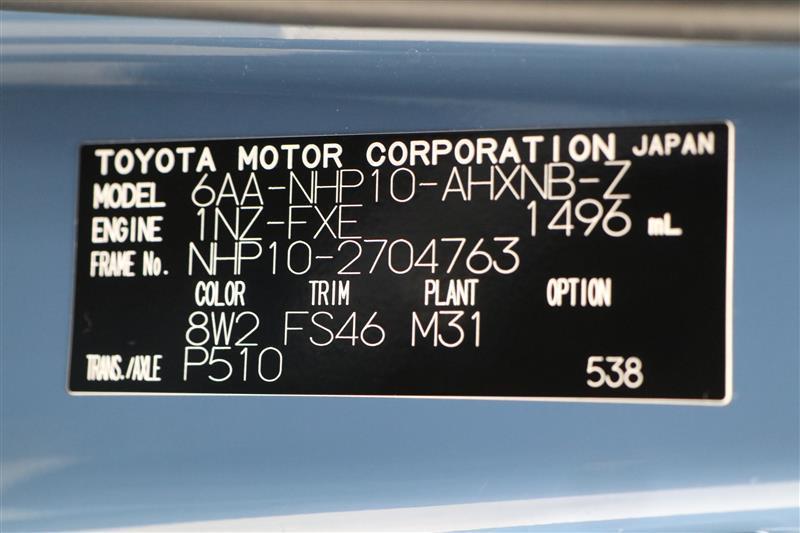 TOYOTA MOTOR CORPORATION JAPAN
MODEL 6AA-NHP10-AHXNB-Z
ENGINE 1NZ-FXE 1496 mL
FRAME No. NHP10-2704763
COLOR TRIM PLANT OPTION
8W2 FS46 M31
TRANS./AXLE P510 538